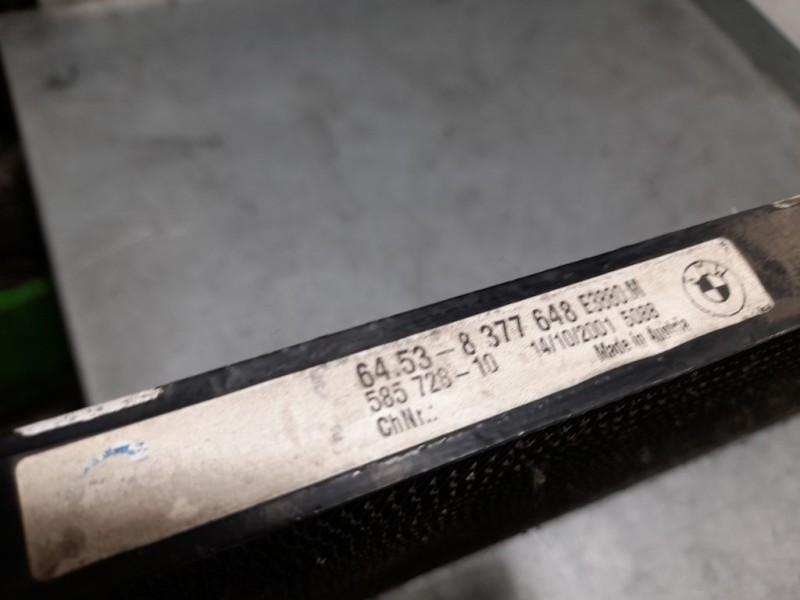 64.53-8 377 648 E3880.M
585 728-10 14/10/2001 5088
ChNr.: Made in Austria